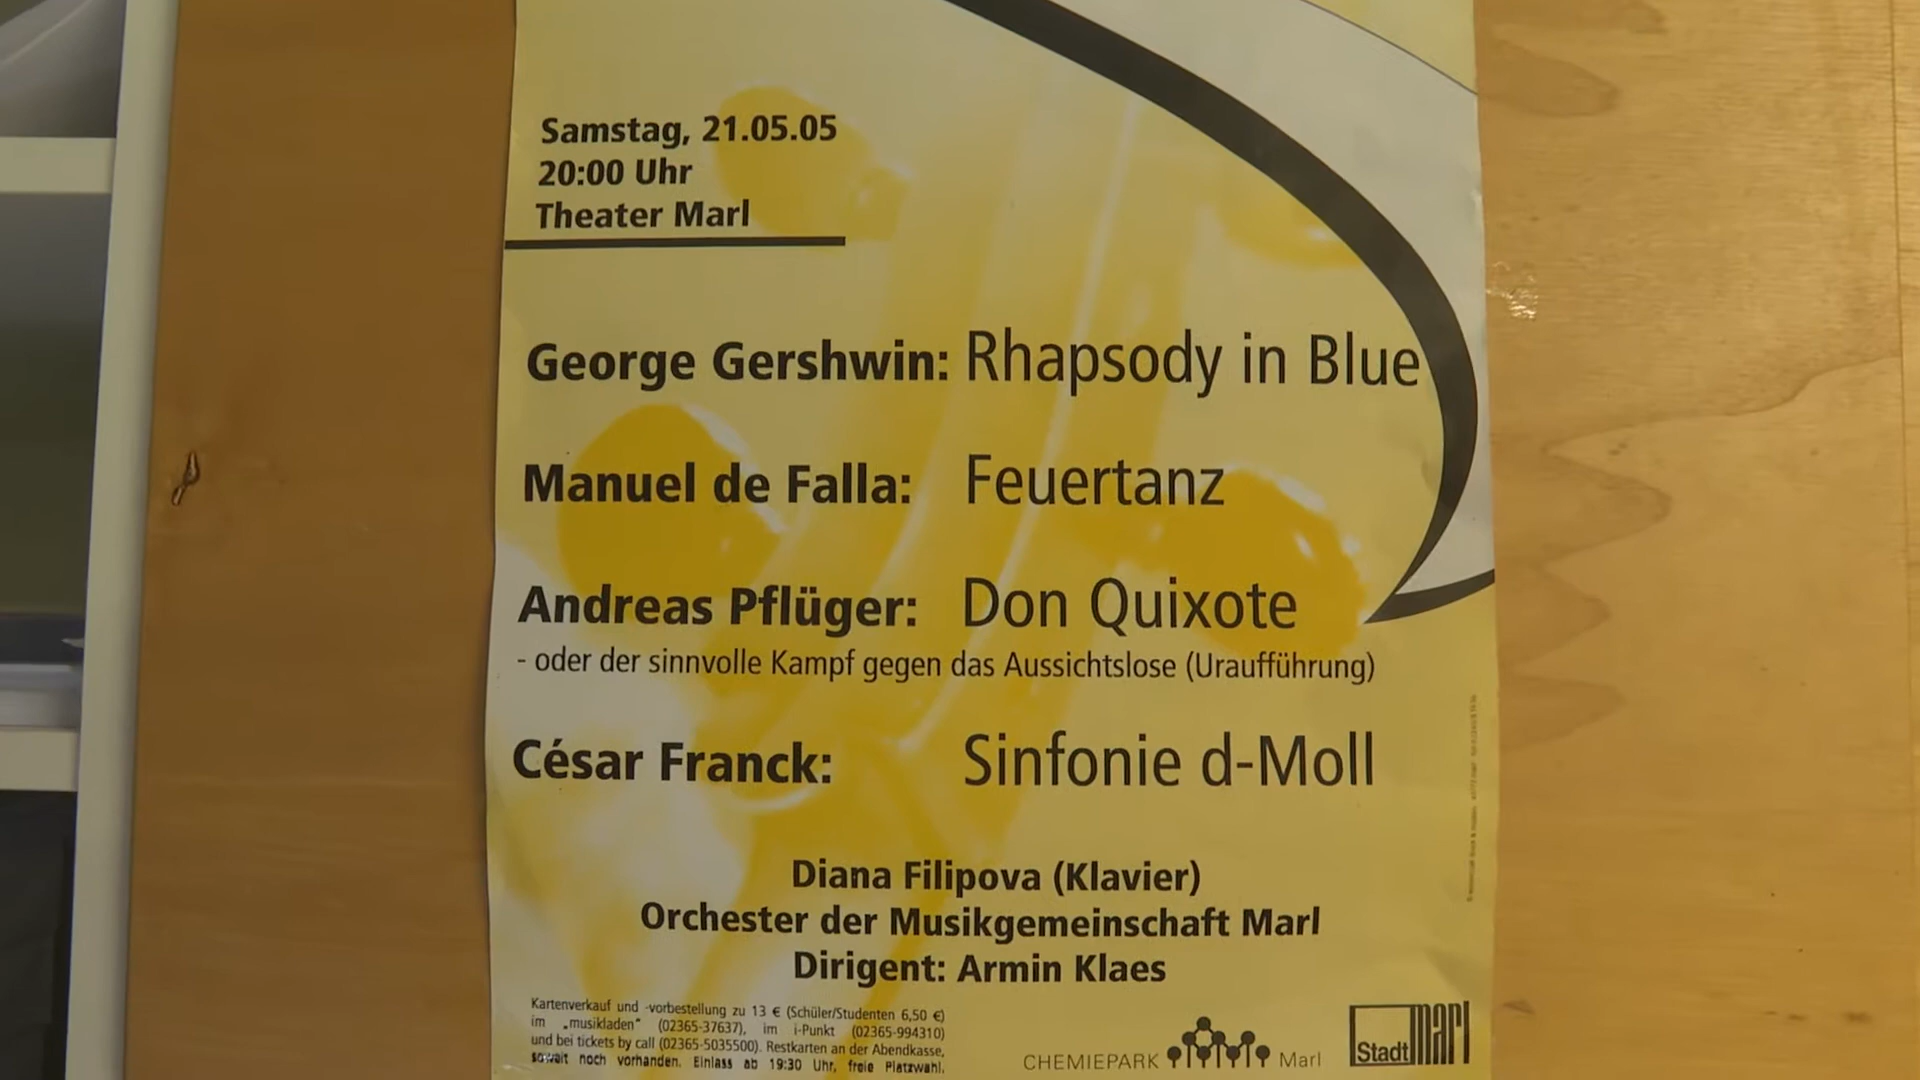 Samstag, 21.05.05
20:00 Uhr
Theater Marl
George Gershwin: Rhapsody in Blue
Manuel de Falla: Feuertanz
Andreas Pflüger: Don Quixote
- oder der sinnvolle Kampf gegen das Aussichtslose (Uraufführung)
César Franck: Sinfonie d-Moll
Diana Filipova (Klavier)
Orchester der Musikgemeinschaft Marl
Dirigent: Armin Klaes
Kartenverkauf und -vorbestellung zu 13 € (Schüler/Studenten 6,50 €)
im „musikladen“ (02365-37637), im i-Punkt (02365-994310)
und bei tickets by call (02365-5035500). Restkarten an der Abendkasse,
soweit noch vorhanden. Einlass ab 19:30 Uhr, freie Platzwahl.
CHEMIEPARK Marl
Stadt marl